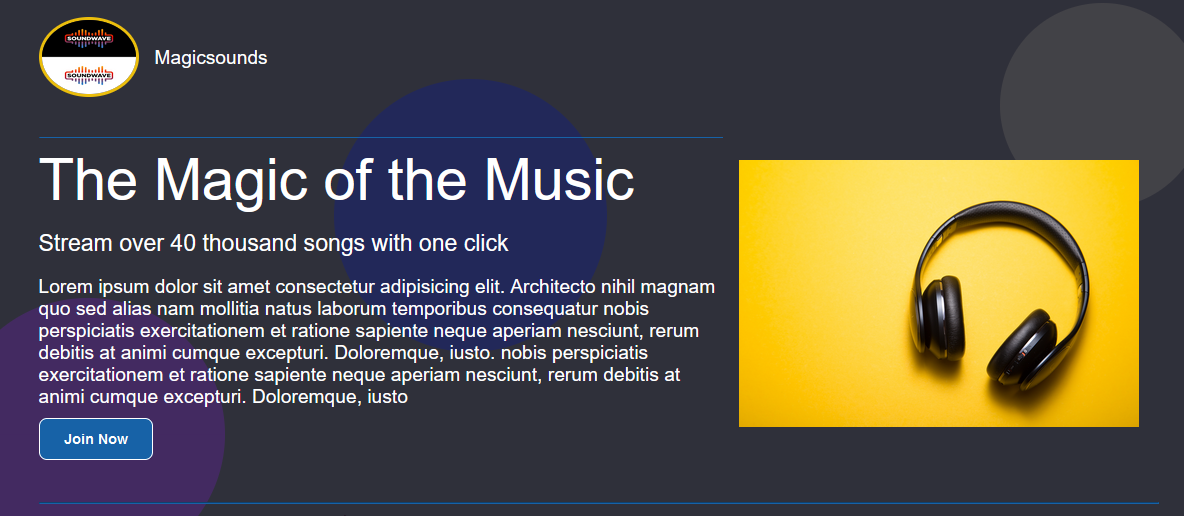 SOUNDWAVE
SOUNDWAVE
Magicsounds
The Magic of the Music
Stream over 40 thousand songs with one click
Lorem ipsum dolor sit amet consectetur adipisicing elit. Architecto nihil magnam
quo sed alias nam mollitia natus laborum temporibus consequatur nobis
perspiciatis exercitationem et ratione sapiente neque aperiam nesciunt, rerum
debitis at animi cumque excepturi. Doloremque, iusto. nobis perspiciatis
exercitationem et ratione sapiente neque aperiam nesciunt, rerum debitis at
animi cumque excepturi. Doloremque, iusto
Join Now